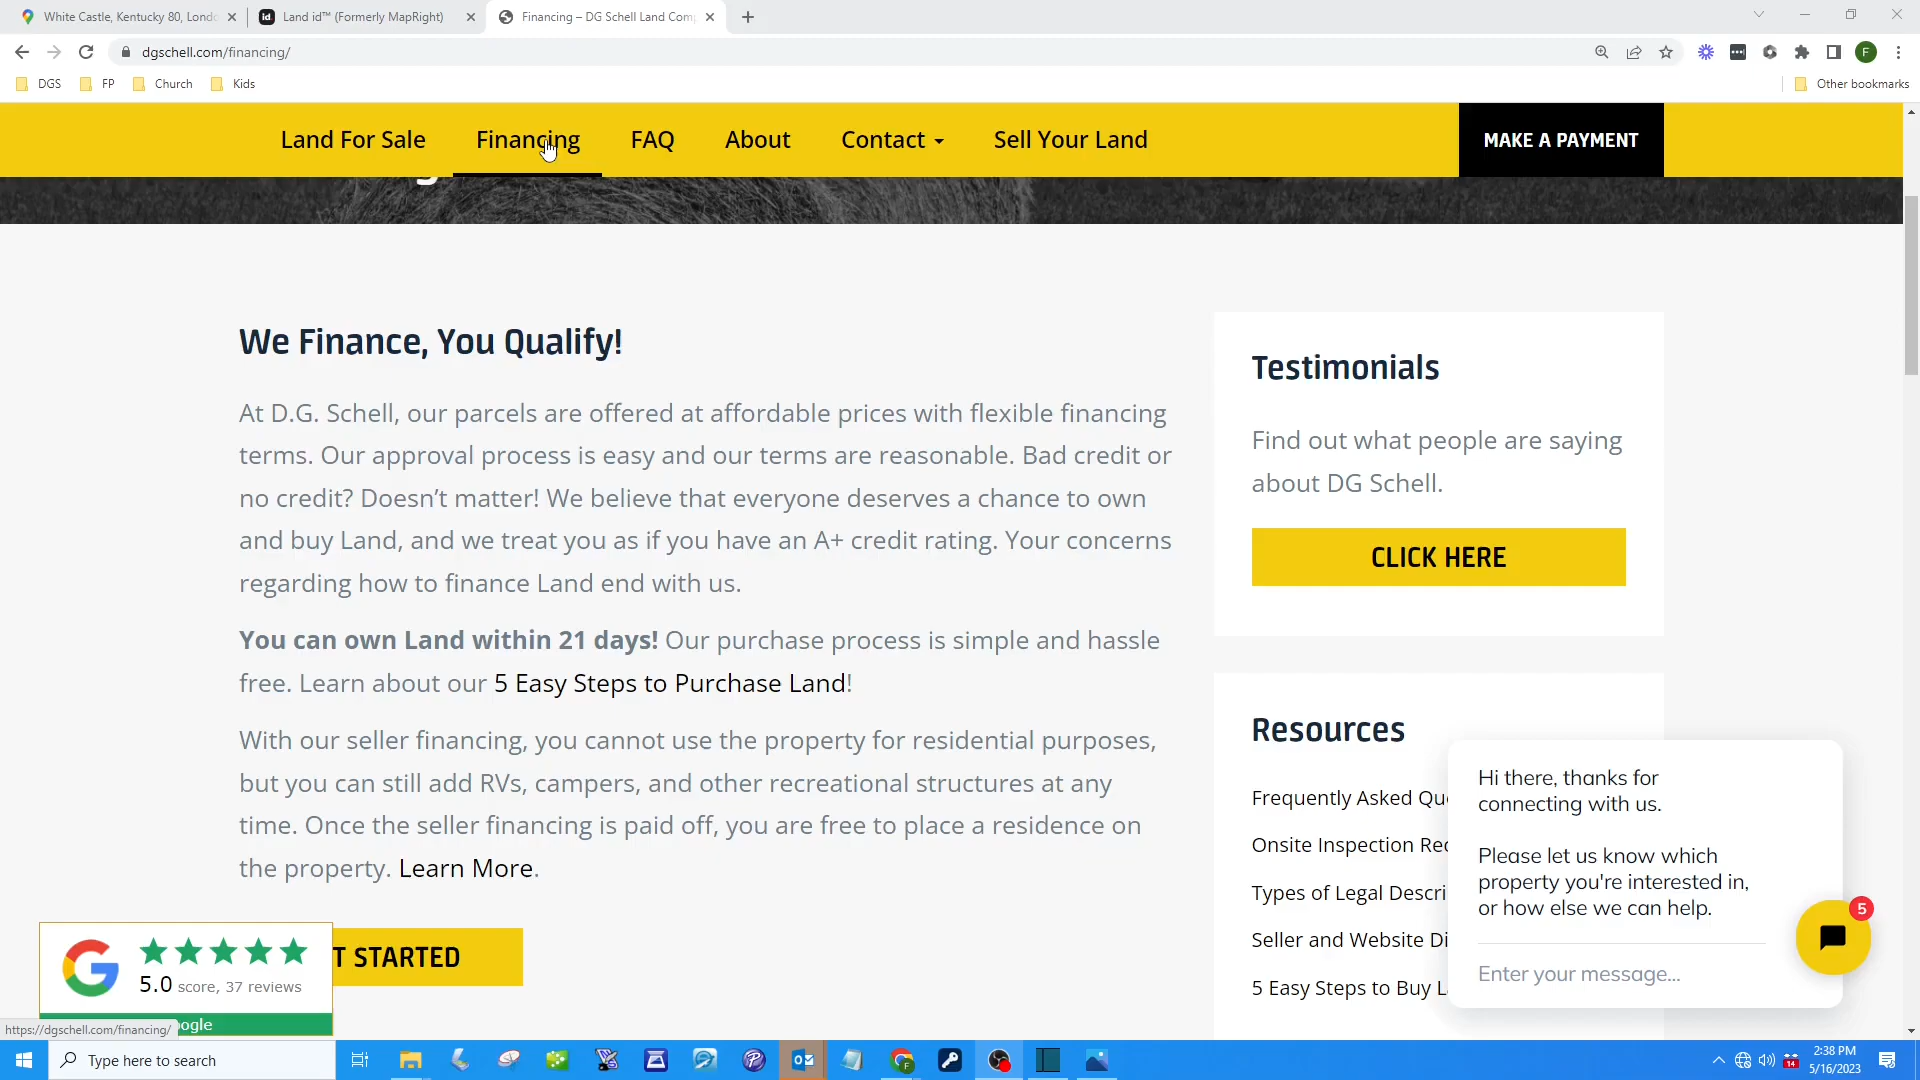 White Castle, Kentucky 80, Londo
Land id™ (Formerly MapRight)
Financing – DG Schell Land Com
dgschell.com/financing/
F
DGS
FP
Church
Kids
Other bookmarks
Land For Sale
Financing
FAQ
About
Contact
Sell Your Land
MAKE A PAYMENT
We Finance, You Qualify!
At D.G. Schell, our parcels are offered at affordable prices with flexible financing
terms. Our approval process is easy and our terms are reasonable. Bad credit or
no credit? Doesn’t matter! We believe that everyone deserves a chance to own
and buy Land, and we treat you as if you have an A+ credit rating. Your concerns
regarding how to finance Land end with us.
You can own Land within 21 days! Our purchase process is simple and hassle
free. Learn about our 5 Easy Steps to Purchase Land!
With our seller financing, you cannot use the property for residential purposes,
but you can still add RVs, campers, and other recreational structures at any
time. Once the seller financing is paid off, you are free to place a residence on
the property. Learn More.
T STARTED
Testimonials
Find out what people are saying
about DG Schell.
CLICK HERE
Resources
Frequently Asked Qu
Onsite Inspection Re
Types of Legal Descri
Seller and Website Di
5 Easy Steps to Buy L
Hi there, thanks for
connecting with us.
Please let us know which
property you're interested in,
or how else we can help.
Enter your message...
5
5.0 score, 37 reviews
oogle
https://dgschell.com/financing/
Type here to search
2:38 PM
5/16/2023